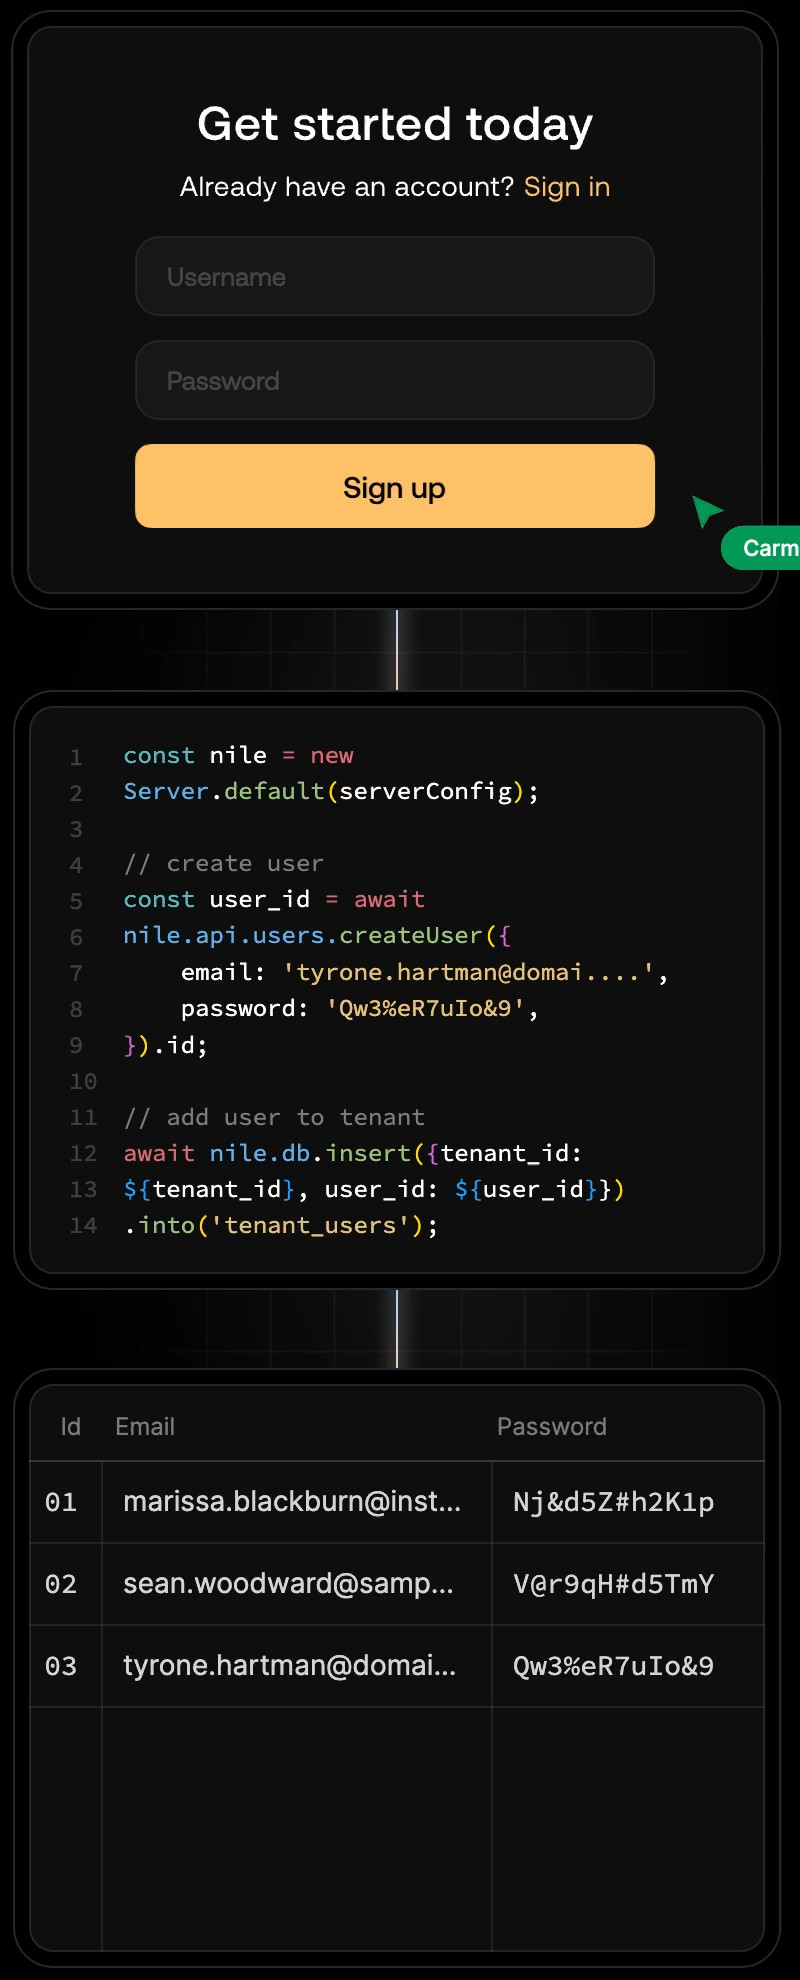 Get started today
Already have an account? Sign in
Username
Password
Sign up
Carm
1 const nile = new
2 Server.default(serverConfig);
3
4 // create user
5 const user_id = await
6 nile.api.users.createUser({
7     email: 'tyrone.hartman@domai....',
8     password: 'Qw3%eR7uIo&9',
9 }).id;
10
11 // add user to tenant
12 await nile.db.insert({tenant_id:
13 ${tenant_id}, user_id: ${user_id}})
14 .into('tenant_users');
Id Email Password
01 marissa.blackburn@inst... Nj&d5Z#h2K1p
02 sean.woodward@samp... V@r9qH#d5TmY
03 tyrone.hartman@domai... Qw3%eR7uIo&9